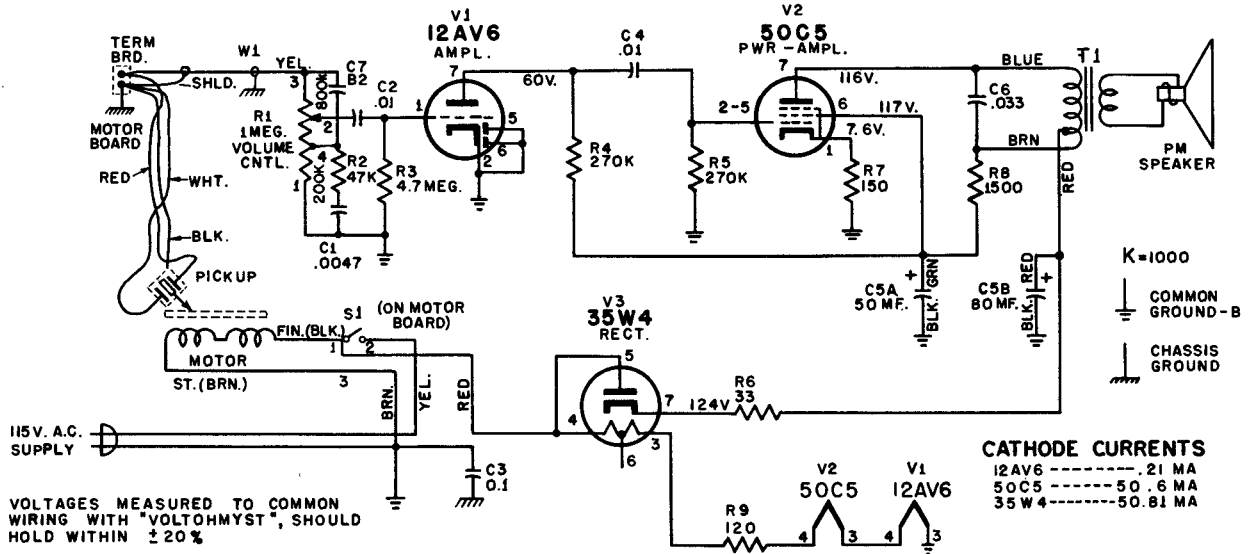 V1
12AV6
AMPL.
V2
50C5
PWR-AMPL.
TERM
BRD.
W1
YEL.
3
C7
B2
800K
SHLD.
C2
.01
7
60V.
C4
.01
7
116V.
BLUE
T1
C6
.033
2-5
6
117V.
7.6V.
1
BRN
RED
PM
SPEAKER
MOTOR
BOARD
R1
1MEG.
VOLUME
CNTL.
2
4
1
200K
R2
47K
R3
4.7 MEG.
1
5
6
2
R4
270K
R5
270K
R7
150
R8
1500
RED
WHT.
BLK.
C1
.0047
PICKUP
C5A
50 MF.
+
GRN
BLK.
C5B
80 MF.
RED
+
BLK.
K=1000
COMMON
GROUND-B
CHASSIS
GROUND
S1
(ON MOTOR
BOARD)
FIN.(BLK.)
1
2
MOTOR
ST.(BRN.)
3
BRN.
YEL.
RED
V3
35W4
RECT.
5
4
7
3
6
124V.
R6
33
115V. A.C.
SUPPLY
C3
0.1
R9
120
V2
50C5
V1
12AV6
4
3
4
3
CATHODE CURRENTS
12AV6 --------- .21 MA
50C5 ------- 50.6 MA
35W4 ------- 50.81 MA
VOLTAGES MEASURED TO COMMON
WIRING WITH "VOLTOHMYST", SHOULD
HOLD WITHIN ±20%